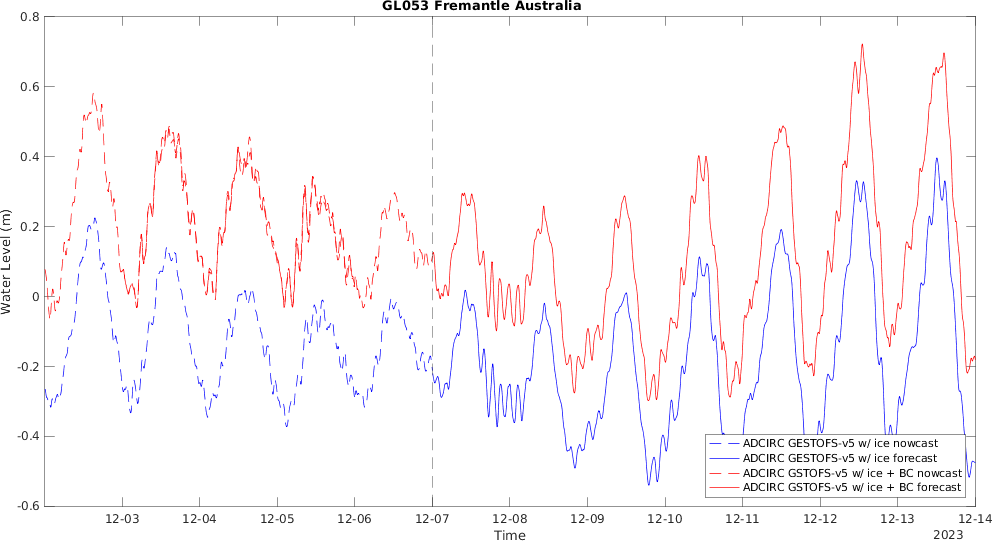 GL053 Fremantle Australia
Water Level (m)
0.8
0.6
0.4
0.2
0
-0.2
-0.4
-0.6
ADCIRC GESTOFS-v5 w/ ice nowcast
ADCIRC GESTOFS-v5 w/ ice forecast
ADCIRC GSTOFS-v5 w/ ice + BC nowcast
ADCIRC GSTOFS-v5 w/ ice + BC forecast
12-03 12-04 12-05 12-06 12-07 12-08 12-09 12-10 12-11 12-12 12-13 12-14
Time
2023